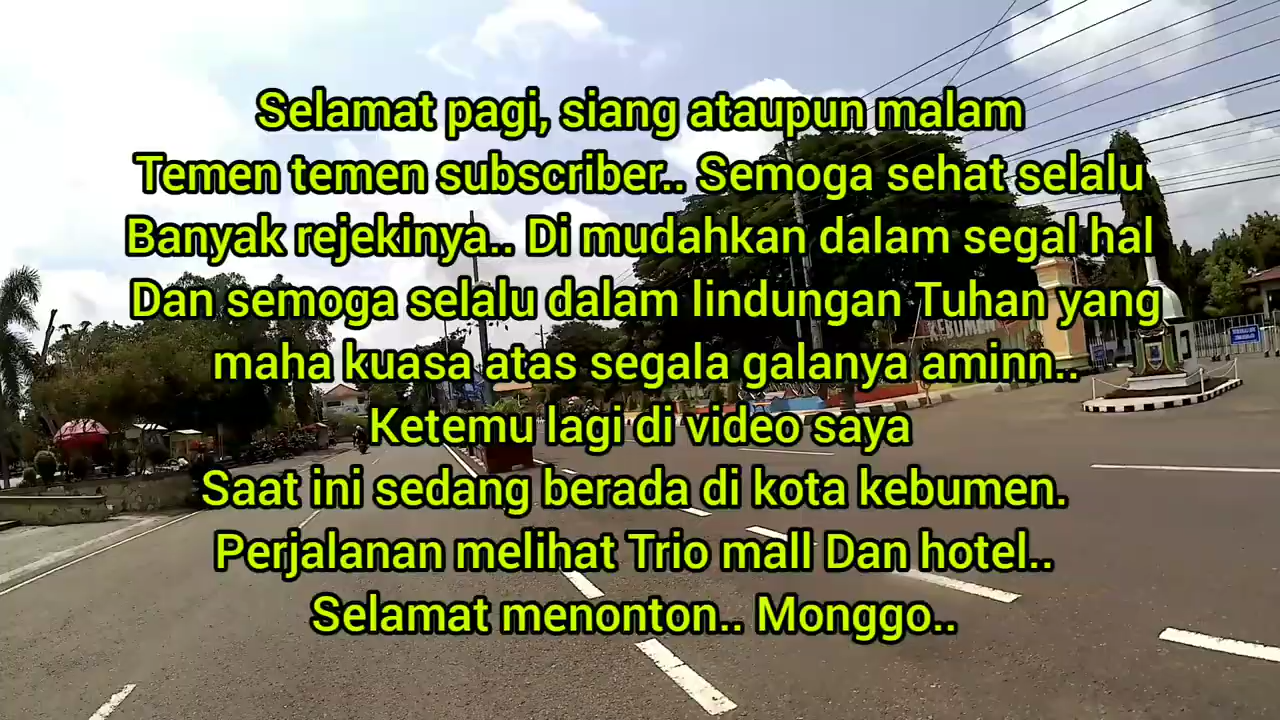 Selamat pagi, siang ataupun malam
Temen temen subscriber.. Semoga sehat selalu
Banyak rejekinya.. Di mudahkan dalam segal hal
Dan semoga selalu dalam lindungan Tuhan yang
maha kuasa atas segala galanya aminn..
Ketemu lagi di video saya
Saat ini sedang berada di kota kebumen.
Perjalanan melihat Trio mall Dan hotel..
Selamat menonton.. Monggo..
KEBUMEN